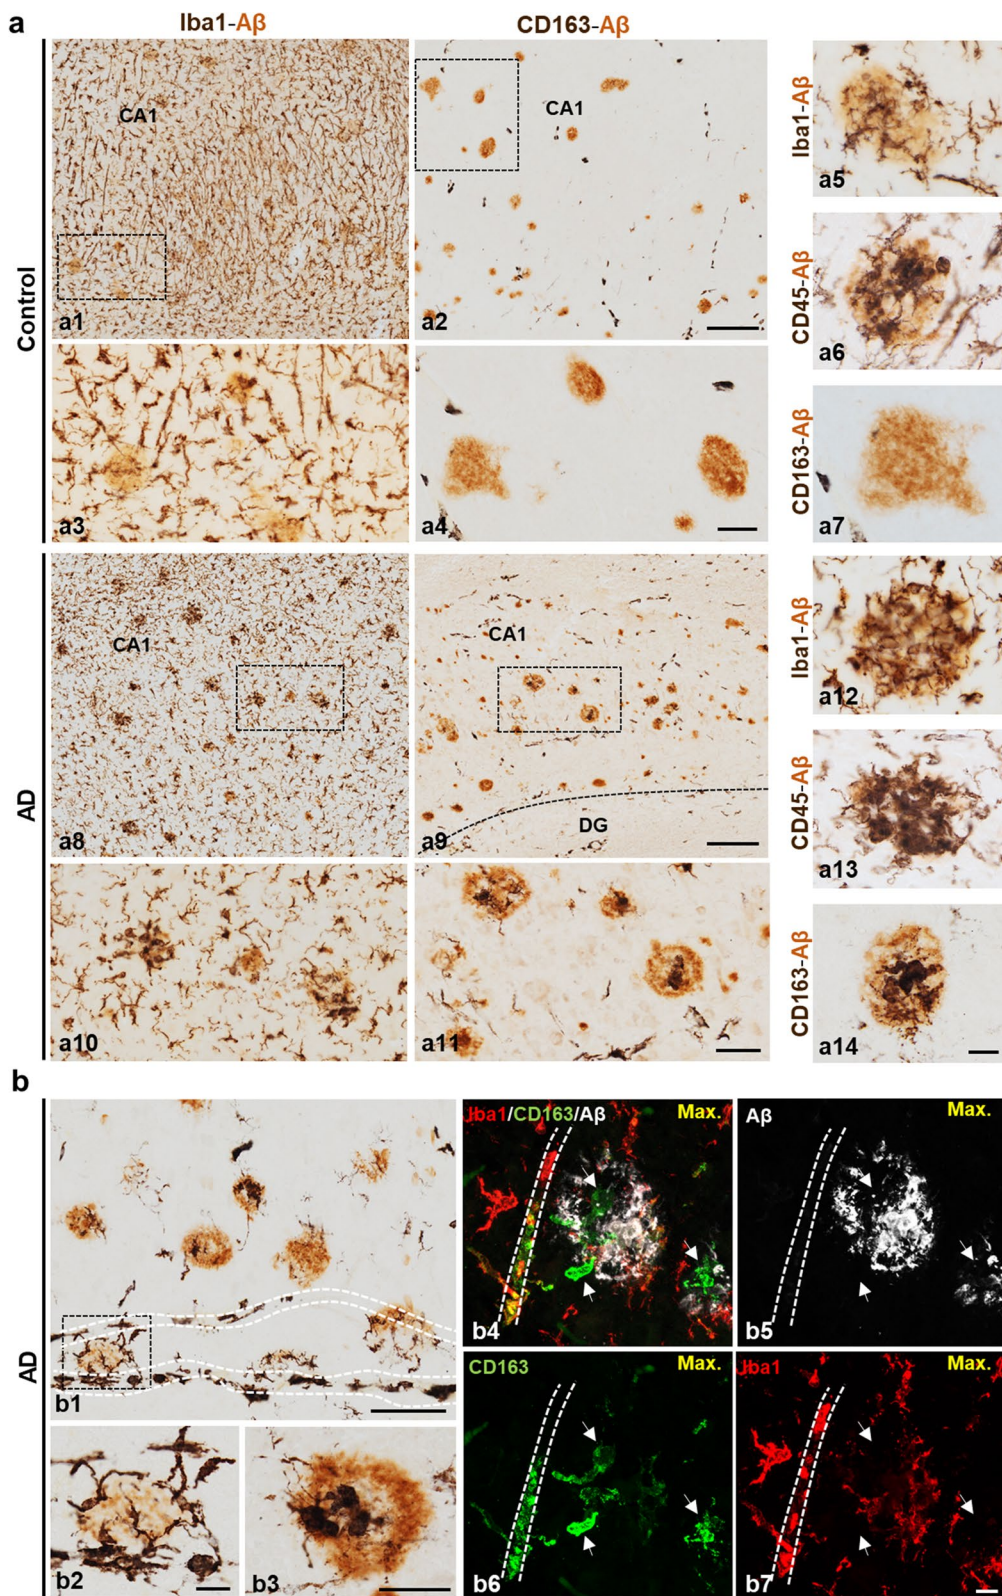 a
Iba1-Aβ
CD163-Aβ
Control
CA1
a1
CA1
a2
a3
a4
Iba1-Aβ
a5
CD45-Aβ
a6
CD163-Aβ
a7
AD
CA1
a8
CA1
DG
a9
a10
a11
Iba1-Aβ
a12
CD45-Aβ
a13
CD163-Aβ
a14
b
AD
b1
b2
b3
Iba1/CD163/Aβ
Max.
b4
Aβ
Max.
b5
CD163
Max.
b6
Iba1
Max.
b7